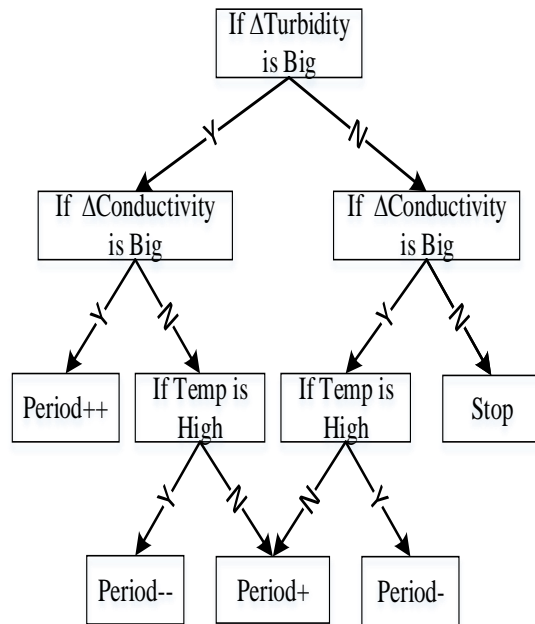 If ΔTurbidity
is Big
Y
N
If ΔConductivity
is Big
If ΔConductivity
is Big
Y
N
Y
N
Period++
If Temp is
High
If Temp is
High
Stop
Y
N
N
Y
Period--
Period+
Period-